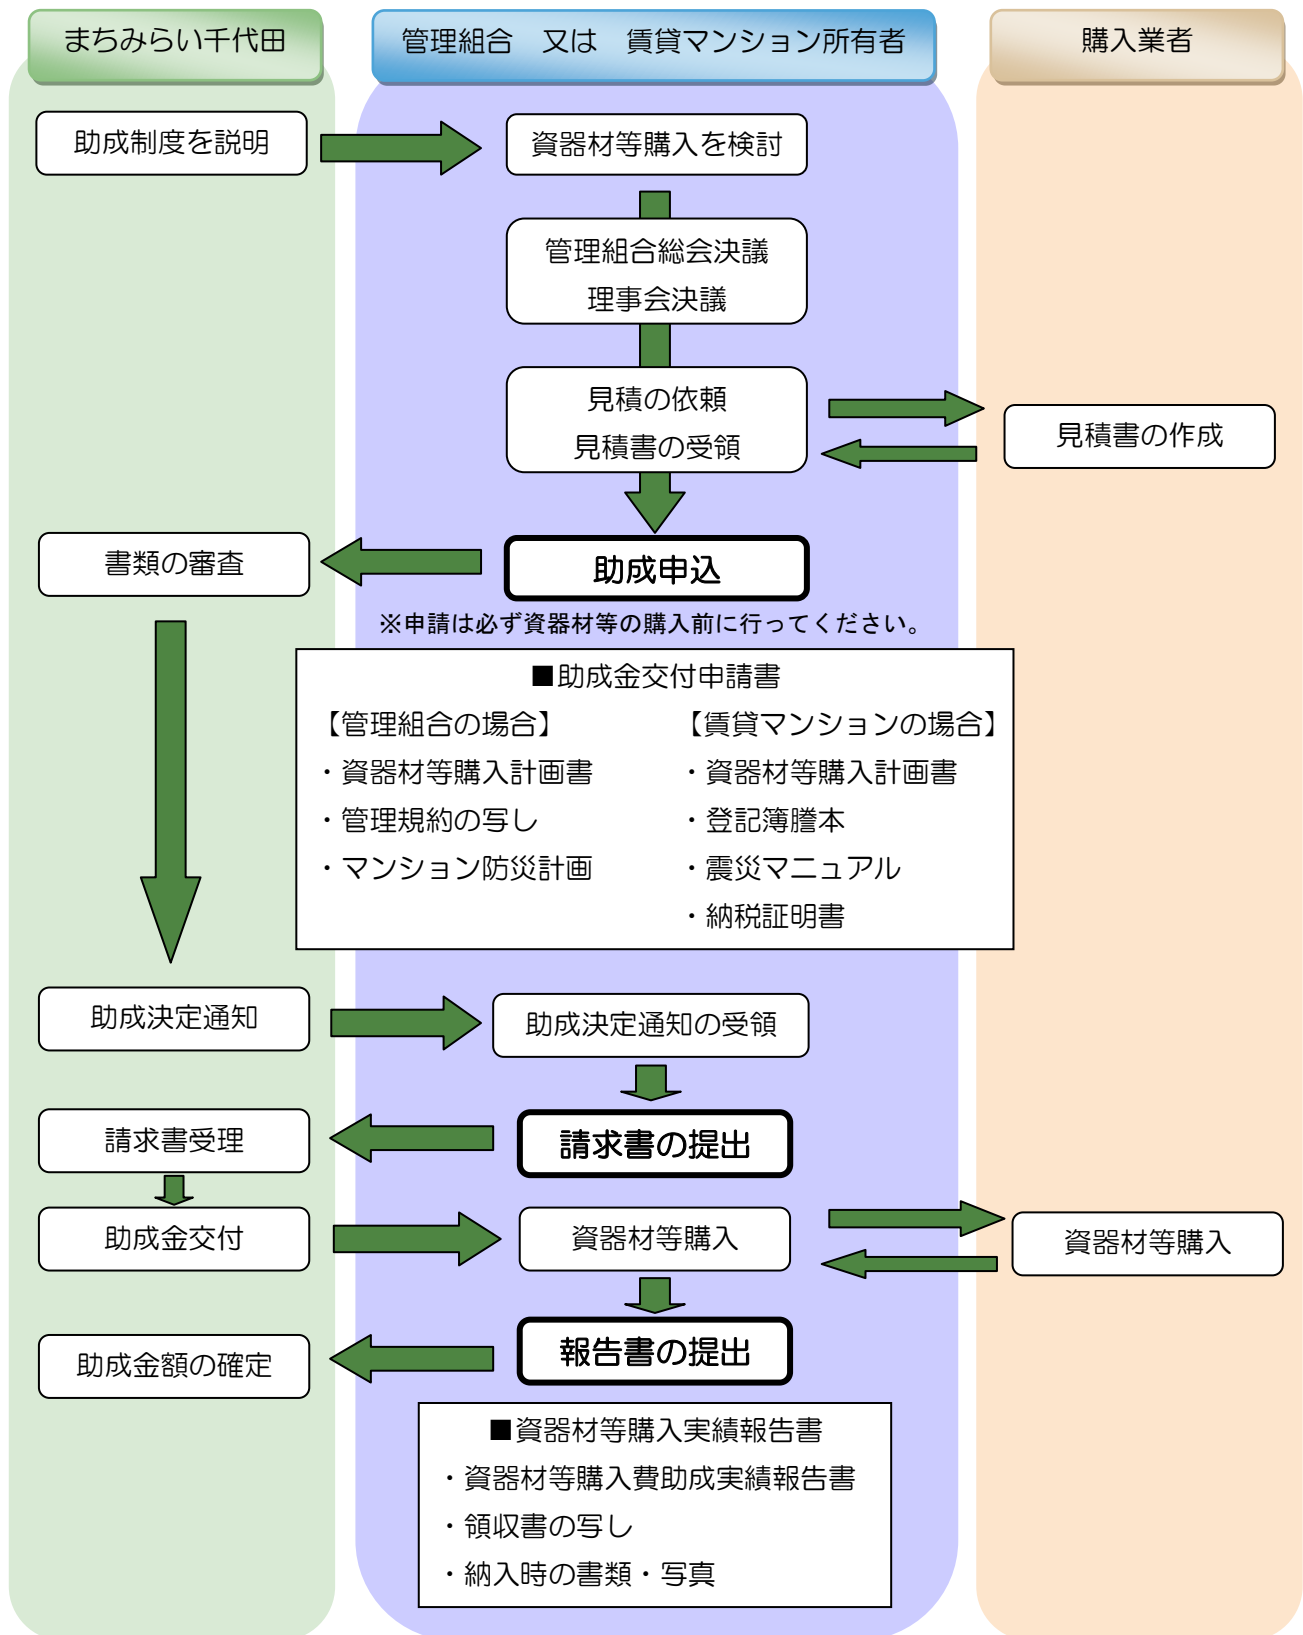 まちみらい千代田
管理組合　又は　賃貸マンション所有者
購入業者
助成制度を説明
資器材等購入を検討
管理組合総会決議
理事会決議
見積の依頼
見積書の受領
見積書の作成
書類の審査
助成申込
※申請は必ず資器材等の購入前に行ってください。
■助成金交付申請書
【管理組合の場合】
・資器材等購入計画書
・管理規約の写し
・マンション防災計画
【賃貸マンションの場合】
・資器材等購入計画書
・登記簿謄本
・震災マニュアル
・納税証明書
助成決定通知
助成決定通知の受領
請求書受理
請求書の提出
助成金交付
資器材等購入
資器材等購入
助成金額の確定
報告書の提出
■資器材等購入実績報告書
・資器材等購入費助成実績報告書
・領収書の写し
・納入時の書類・写真